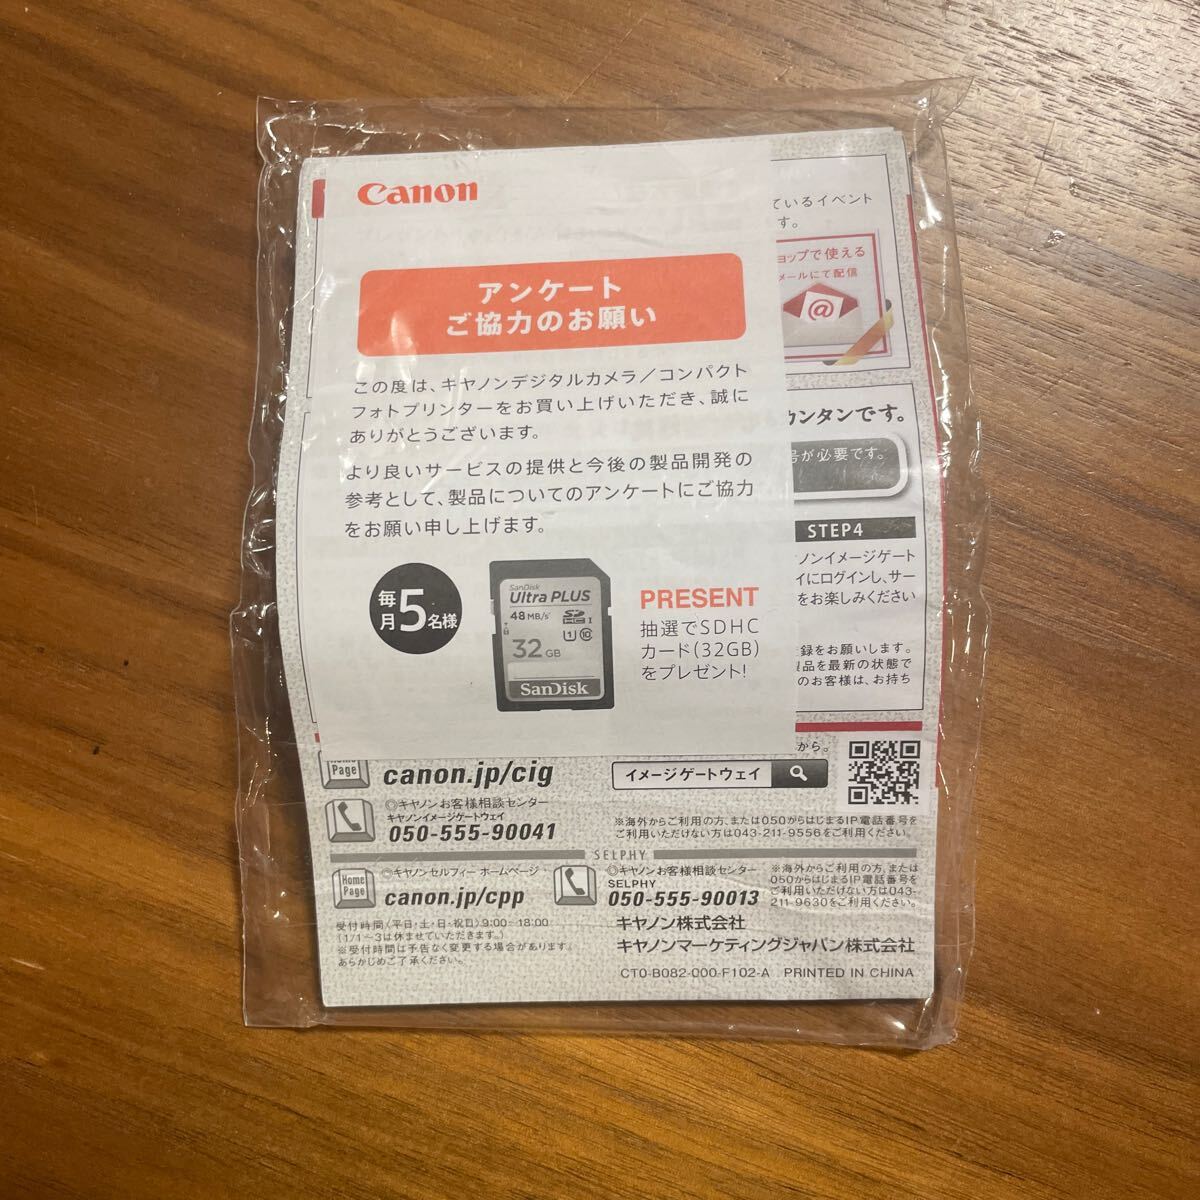 Canon
アンケート
ご協力のお願い
この度は、キヤノンデジタルカメラ／コンパクト
フォトプリンターをお買い上げいただき、誠に
ありがとうございます。
より良いサービスの提供と今後の製品開発の
参考として、製品についてのアンケートにご協力
をお願い申し上げます。
毎月5名様
SanDisk
Ultra PLUS
48 MB/s
32 GB
SanDisk
PRESENT
抽選でSDHC
カード(32GB)
をプレゼント!
ているイベント
す。
ョップで使える
メールにて配信
@
カンタンです。
号が必要です。
STEP4
ノンイメージゲート
イにログインし、サー
をお楽しみください
録をお願いします。
品を最新の状態で
のお客様は、お持ち
から。
Home Page
canon.jp/cig
イメージゲートウェイ
◎キヤノンお客様相談センター
キヤノンイメージゲートウェイ
050-555-90041
※海外からご利用の方、または050からはじまるIP電話番号を
ご利用いただけない方は043-211-9556をご利用ください。
SELPHY
Home Page
◎キヤノンセルフィー ホームページ
canon.jp/cpp
◎キヤノンお客様相談センター
SELPHY
050-555-90013
※海外からご利用の方、または
050からはじまるIP電話番号を
ご利用いただけない方は043-
211-9630をご利用ください。
受付時間〈平日・土・日・祝日〉9:00～18:00
(1/1～3は休ませていただきます。)
※受付時間は予告なく変更する場合があります。
あらかじめご了承ください。
キヤノン株式会社
キヤノンマーケティングジャパン株式会社
CT0-B082-000-F102-A PRINTED IN CHINA